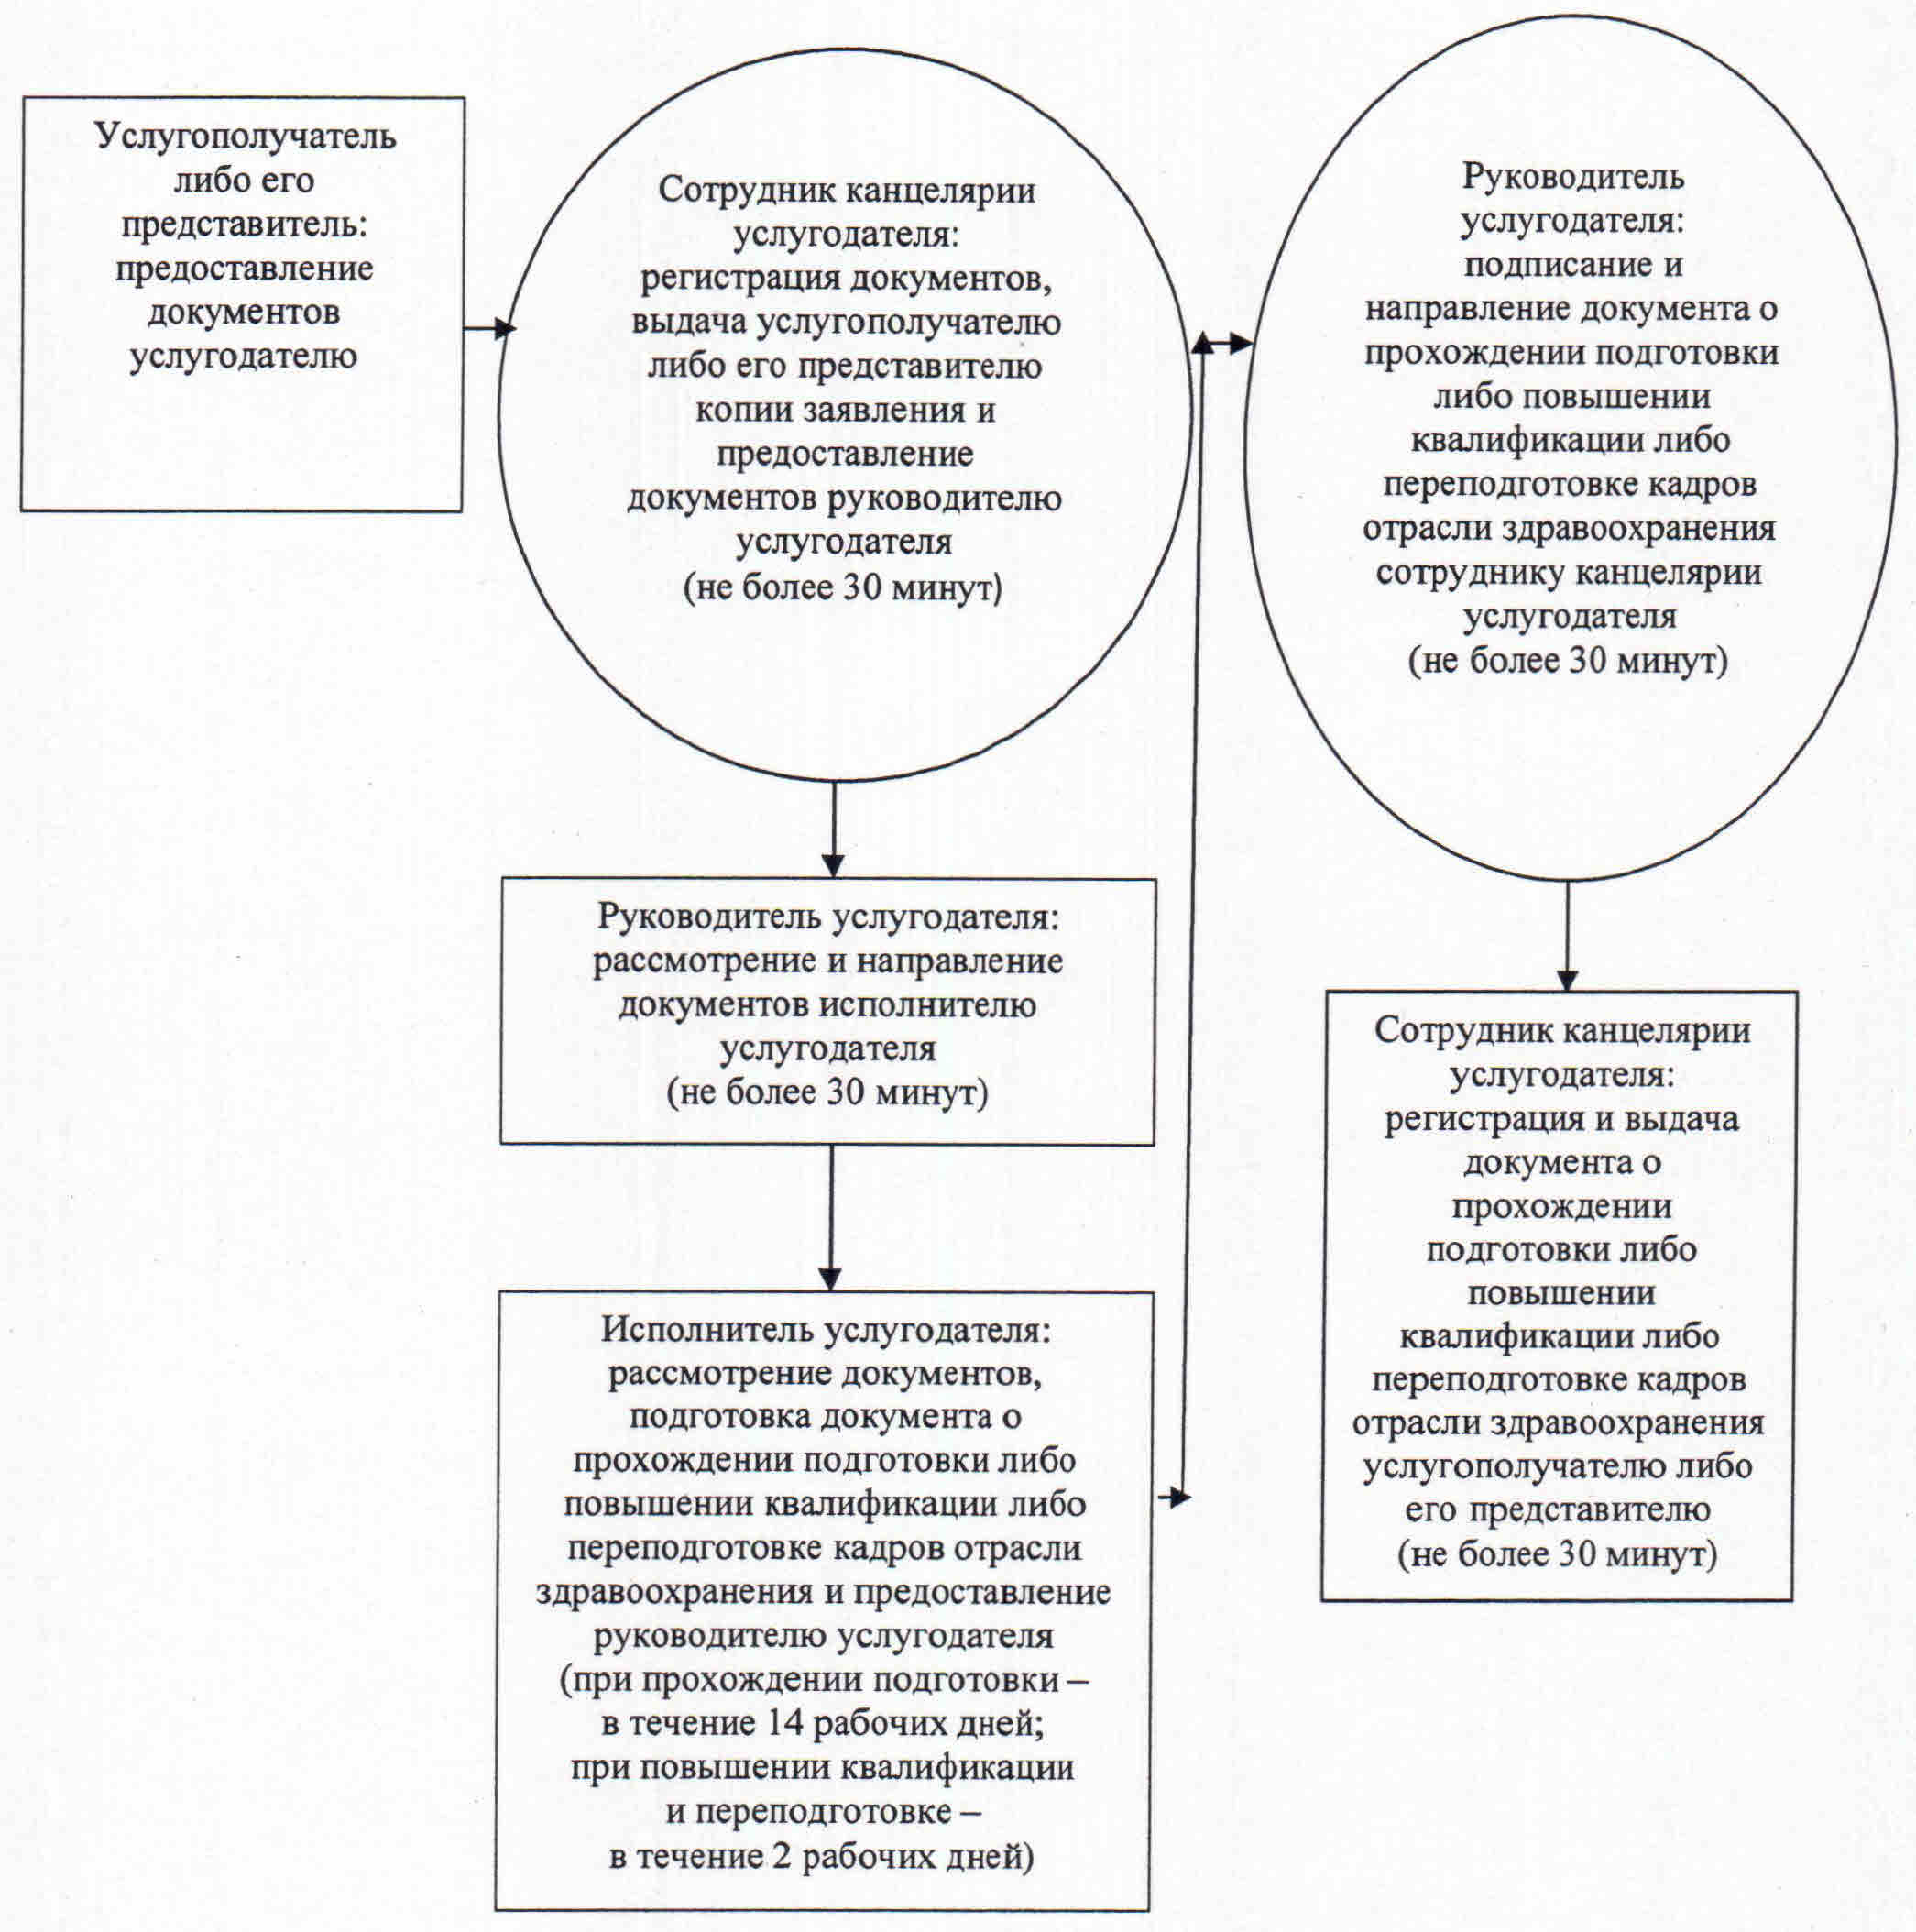 Услугополучатель
либо его
представитель:
предоставление
документов
услугодателю
Сотрудник канцелярии
услугодателя:
регистрация документов,
выдача услугополучателю
либо его представителю
копии заявления и
предоставление
документов руководителю
услугодателя
(не более 30 минут)
Руководитель услугодателя:
рассмотрение и направление
документов исполнителю
услугодателя
(не более 30 минут)
Исполнитель услугодателя:
рассмотрение документов,
подготовка документа о
прохождении подготовки либо
повышении квалификации либо
переподготовке кадров отрасли
здравоохранения и предоставление
руководителю услугодателя
(при прохождении подготовки –
в течение 14 рабочих дней;
при повышении квалификации
и переподготовке –
в течение 2 рабочих дней)
Руководитель
услугодателя:
подписание и
направление документа о
прохождении подготовки
либо повышении
квалификации либо
переподготовке кадров
отрасли здравоохранения
сотруднику канцелярии
услугодателя
(не более 30 минут)
Сотрудник канцелярии
услугодателя:
регистрация и выдача
документа о
прохождении
подготовки либо
повышении
квалификации либо
переподготовке кадров
отрасли здравоохранения
услугополучателю либо
его представителю
(не более 30 минут)